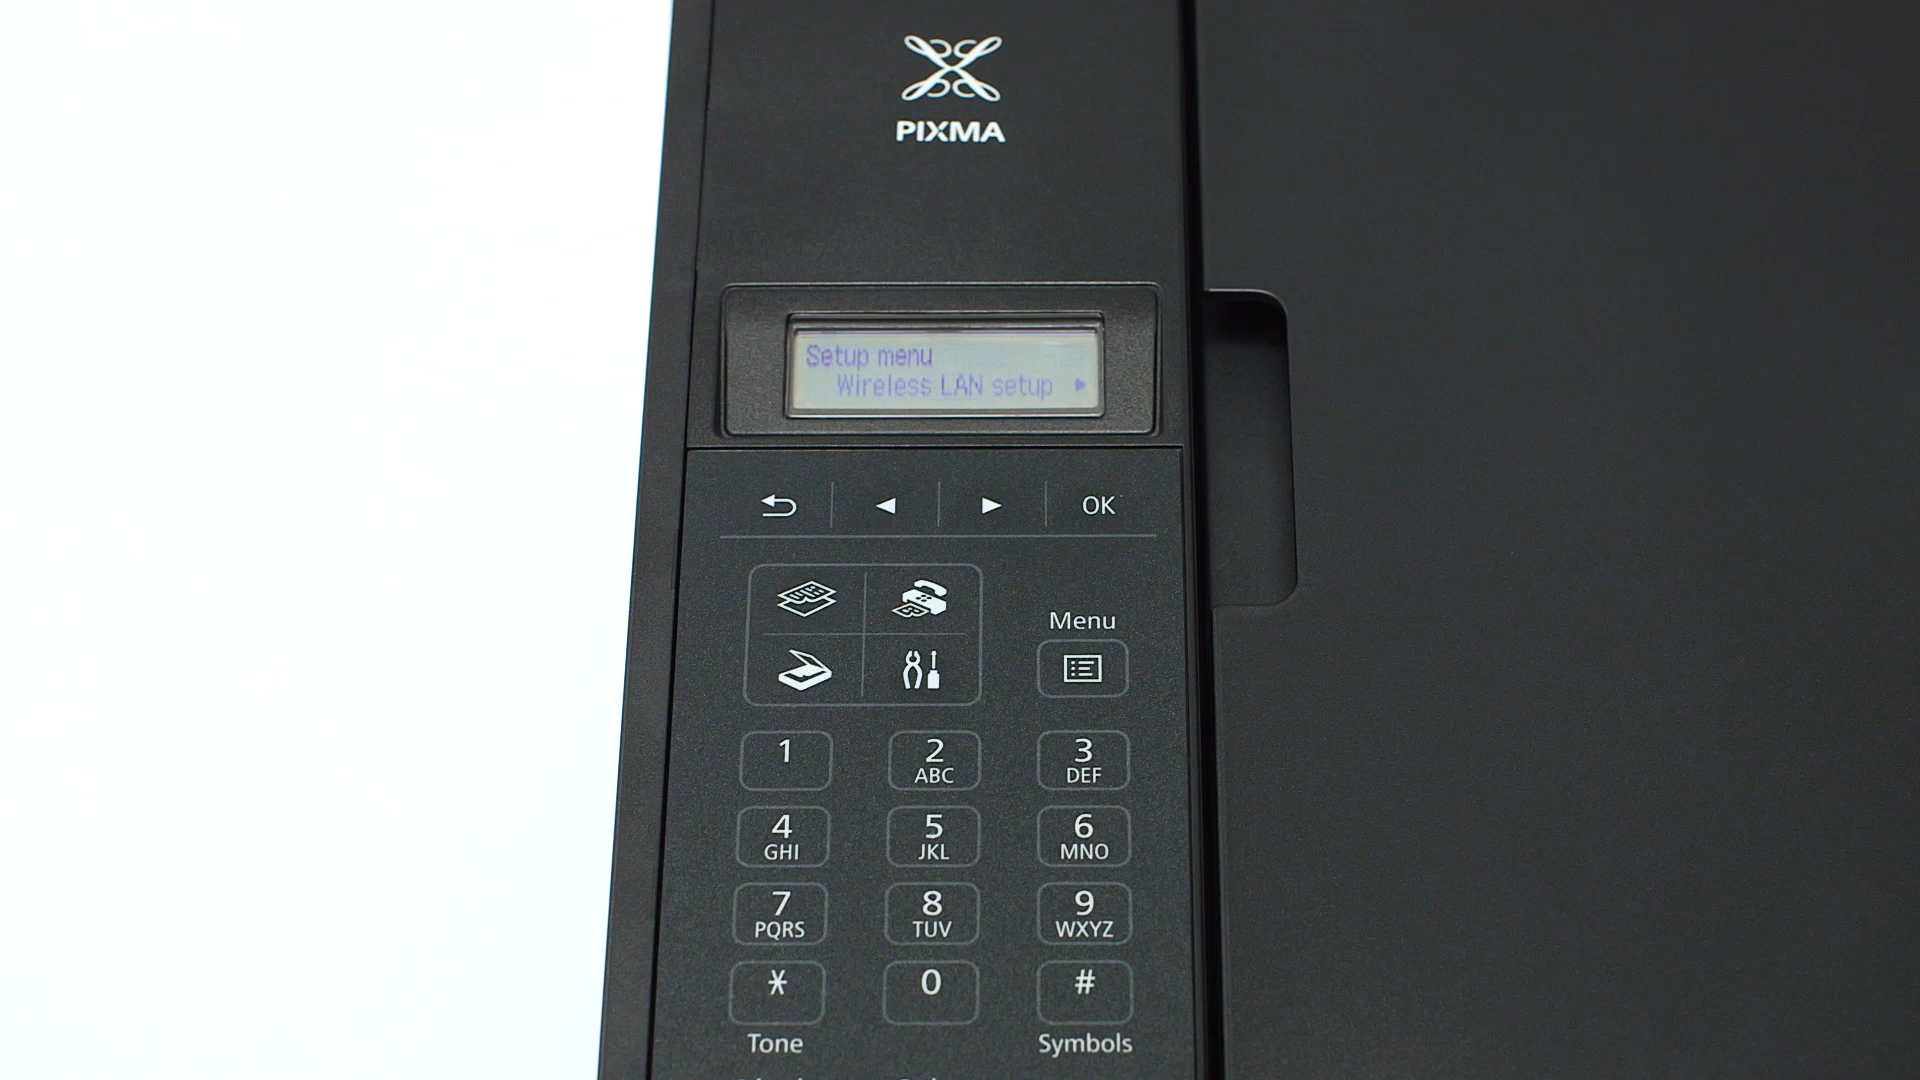 PIXMA
Setup menu
Wireless LAN setup
OK
Menu
1
2
ABC
3
DEF
4
GHI
5
JKL
6
MNO
7
PQRS
8
TUV
9
WXYZ
*
0
#
Tone
Symbols